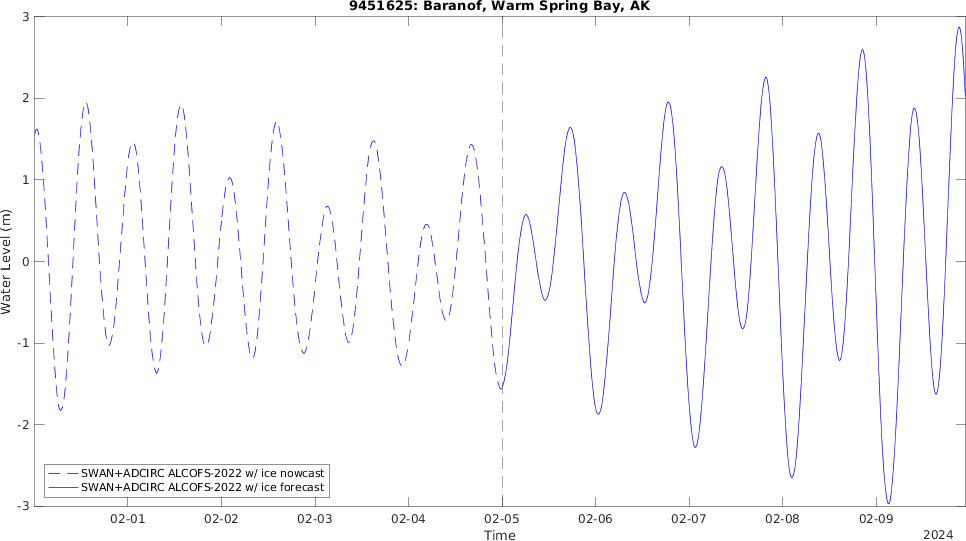 9451625: Baranof, Warm Spring Bay, AK
3
2
1
0
-1
-2
-3
Water Level (m)
SWAN+ADCIRC ALCOFS-2022 w/ ice nowcast
SWAN+ADCIRC ALCOFS-2022 w/ ice forecast
02-01 02-02 02-03 02-04 02-05 02-06 02-07 02-08 02-09
Time
2024